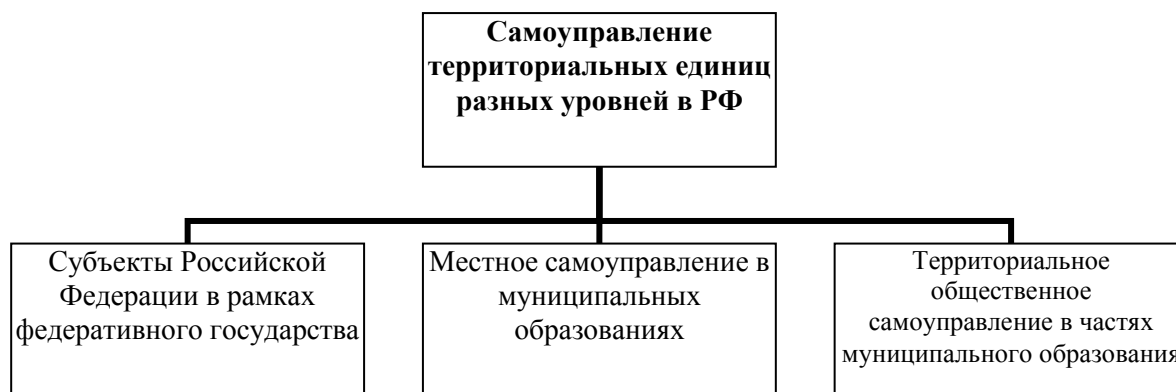 Самоуправление
территориальных единиц
разных уровней в РФ
Субъекты Российской
Федерации в рамках
федеративного государства
Местное самоуправление в
муниципальных
образованиях
Территориальное
общественное
самоуправление в частях
муниципального образования